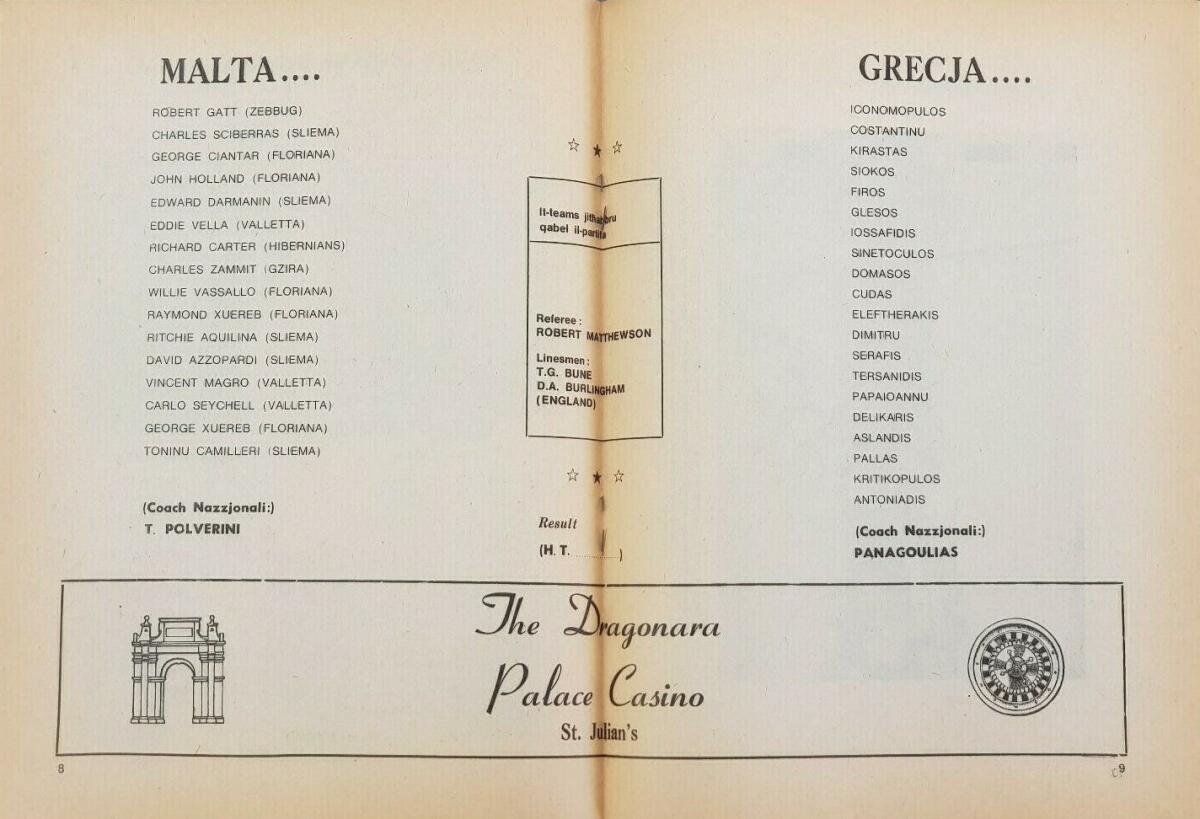 MALTA....
ROBERT GATT (ZEBBUG)
CHARLES SCIBERRAS (SLIEMA)
GEORGE CIANTAR (FLORIANA)
JOHN HOLLAND (FLORIANA)
EDWARD DARMANIN (SLIEMA)
EDDIE VELLA (VALLETTA)
RICHARD CARTER (HIBERNIANS)
CHARLES ZAMMIT (GZIRA)
WILLIE VASSALLO (FLORIANA)
RAYMOND XUEREB (FLORIANA)
RITCHIE AQUILINA (SLIEMA)
DAVID AZZOPARDI (SLIEMA)
VINCENT MAGRO (VALLETTA)
CARLO SEYCHELL (VALLETTA)
GEORGE XUEREB (FLORIANA)
TONINU CAMILLERI (SLIEMA)
(Coach Nazzjonali:)
T. POLVERINI
It-teams jitħabbru
qabel il-partita
Referee:
ROBERT MATTHEWSON
Linesmen:
T.G. BUNE
D.A. BURLINGHAM
(ENGLAND)
Result
(H.T. ............)
GRECJA....
ICONOMOPULOS
COSTANTINU
KIRASTAS
SIOKOS
FIROS
GLESOS
IOSSAFIDIS
SINETOCULOS
DOMASOS
CUDAS
ELEFTHERAKIS
DIMITRU
SERAFIS
TERSANIDIS
PAPAIOANNU
DELIKARIS
ASLANDIS
PALLAS
KRITIKOPULOS
ANTONIADIS
(Coach Nazzjonali:)
PANAGOULIAS
The Dragonara
Palace Casino
St. Julian's
8
9